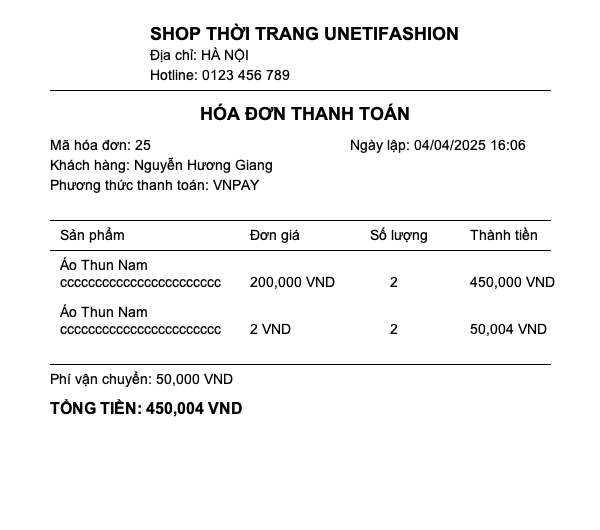 SHOP THỜI TRANG UNETIFASHION
Địa chỉ: HÀ NỘI
Hotline: 0123 456 789
HÓA ĐƠN THANH TOÁN
Mã hóa đơn: 25 Ngày lập: 04/04/2025 16:06
Khách hàng: Nguyễn Hương Giang
Phương thức thanh toán: VNPAY
Sản phẩm Đơn giá Số lượng Thành tiền
Áo Thun Nam
ccccccccccccccccccccccc 200,000 VND 2 450,000 VND
Áo Thun Nam
ccccccccccccccccccccccc 2 VND 2 50,004 VND
Phí vận chuyển: 50,000 VND
TỔNG TIỀN: 450,004 VND